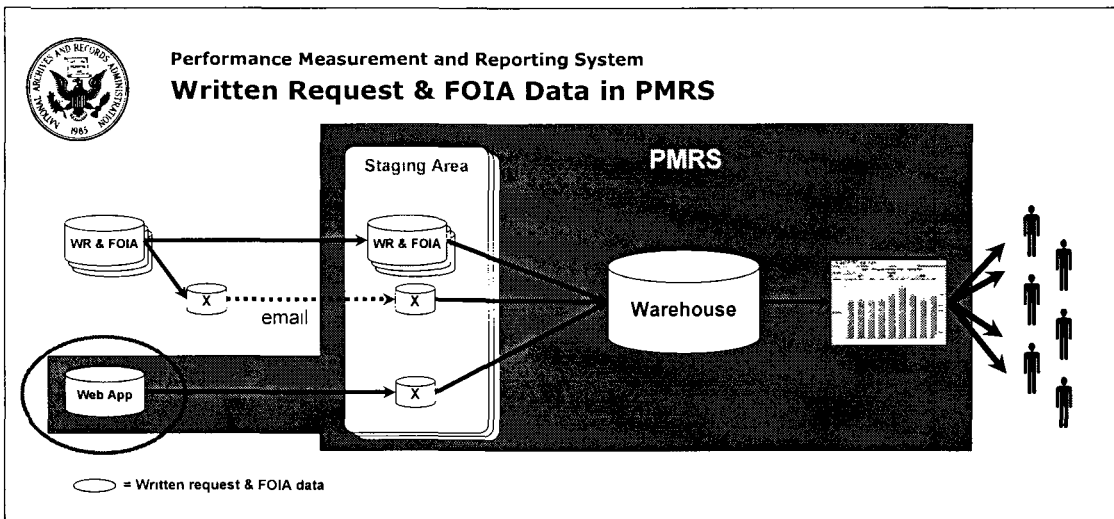 NATIONAL ARCHIVES AND RECORDS ADMINISTRATION
1985
Performance Measurement and Reporting System
Written Request & FOIA Data in PMRS
PMRS
Staging Area
WR & FOIA
WR & FOIA
X
email
X
Warehouse
Web App
X
= Written request & FOIA data